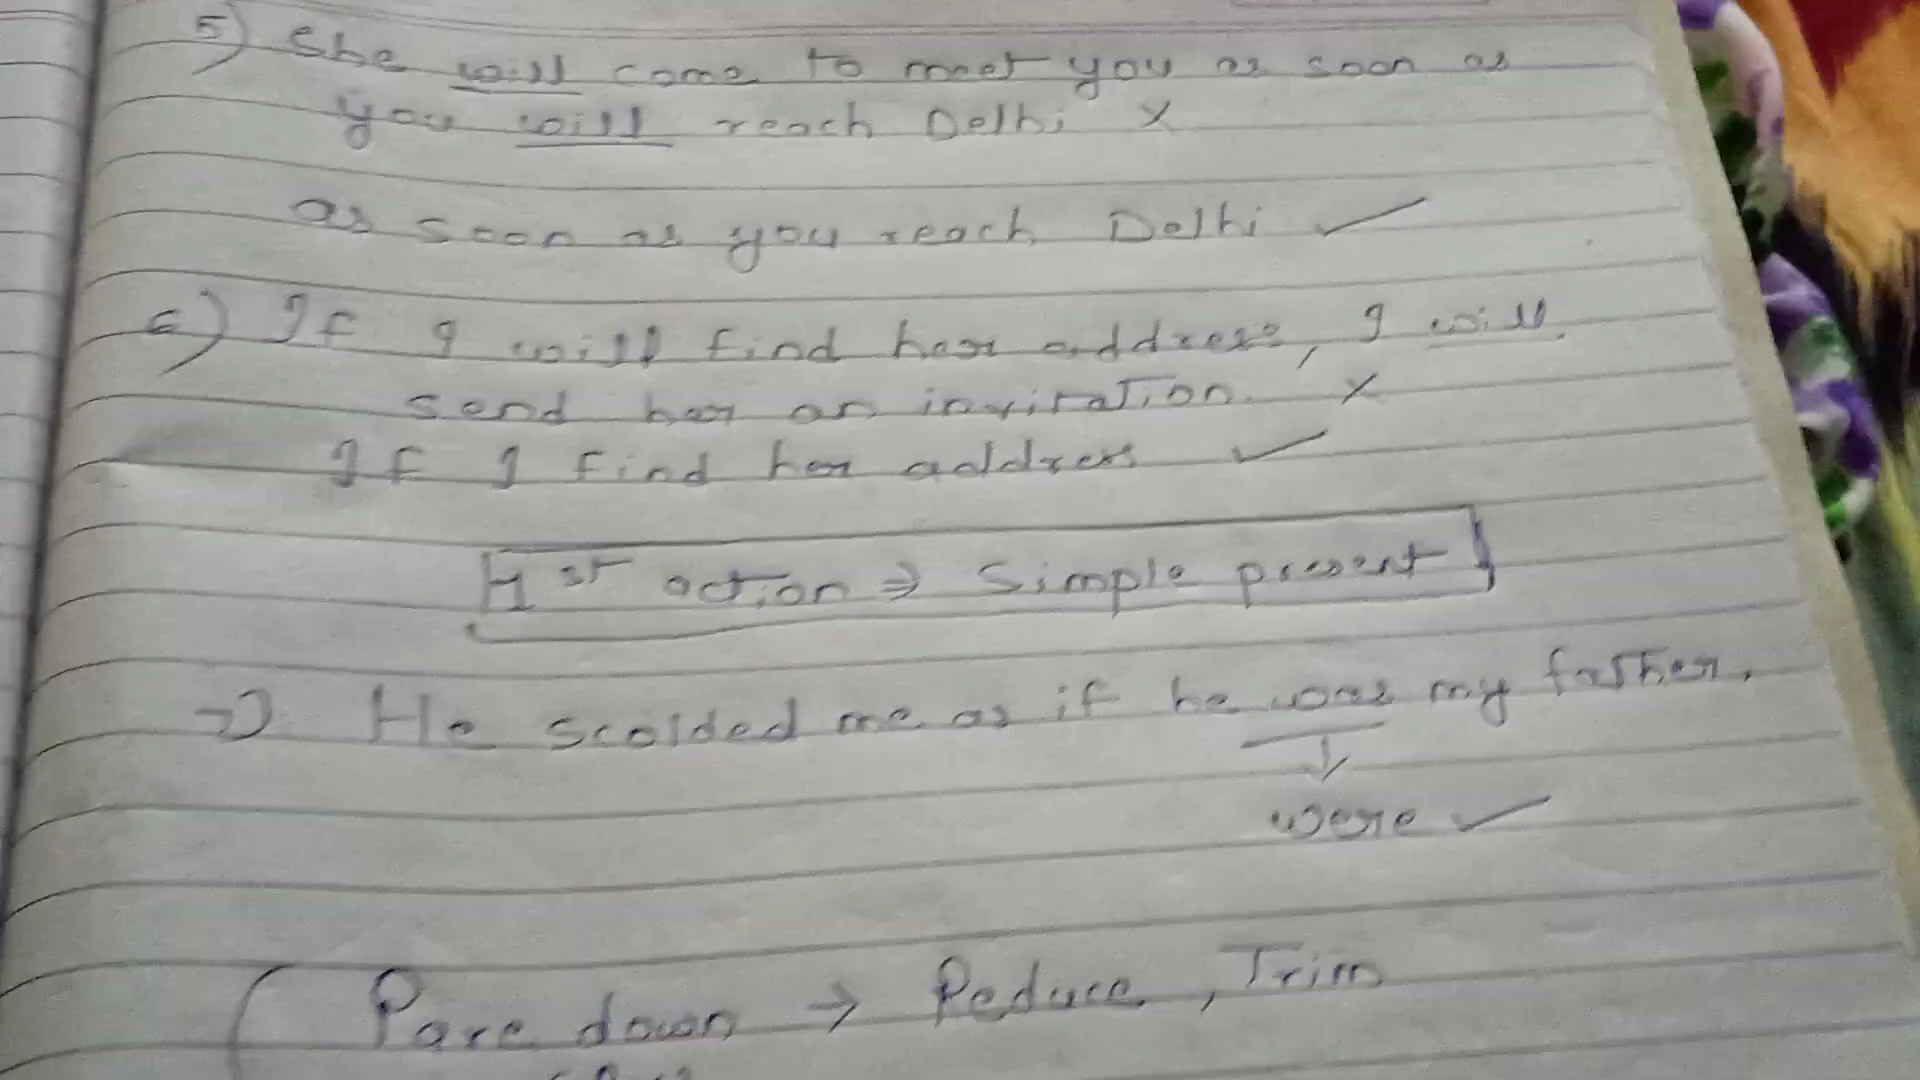 5) She will come to meet you as soon as
you will reach Delhi ×
as soon as you reach Delhi ✓
6) If I will find her address, I will
send her an invitation. ×
If I find her address ✓
1st action ⇒ Simple present
→ He scolded me as if he was my father.
↓
were ✓
Pare down → Reduce, Trim